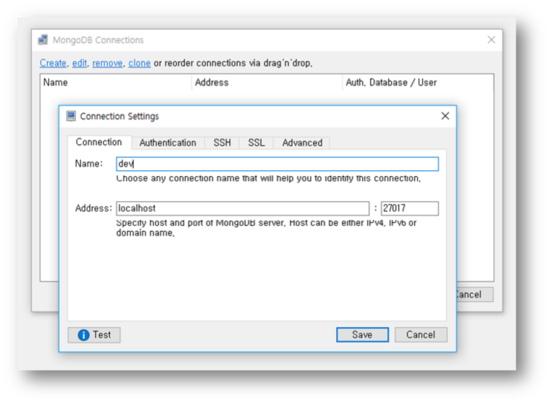 MongoDB Connections
Create, edit, remove, clone or reorder connections via drag'n'drop.
Name Address Auth. Database / User
Connection Settings
Connection Authentication SSH SSL Advanced
Name: dev
Choose any connection name that will help you to identify this connection.
Address: localhost : 27017
Specify host and port of MongoDB server. Host can be either IPv4, IPv6 or
domain name.
Cancel
Test Save Cancel